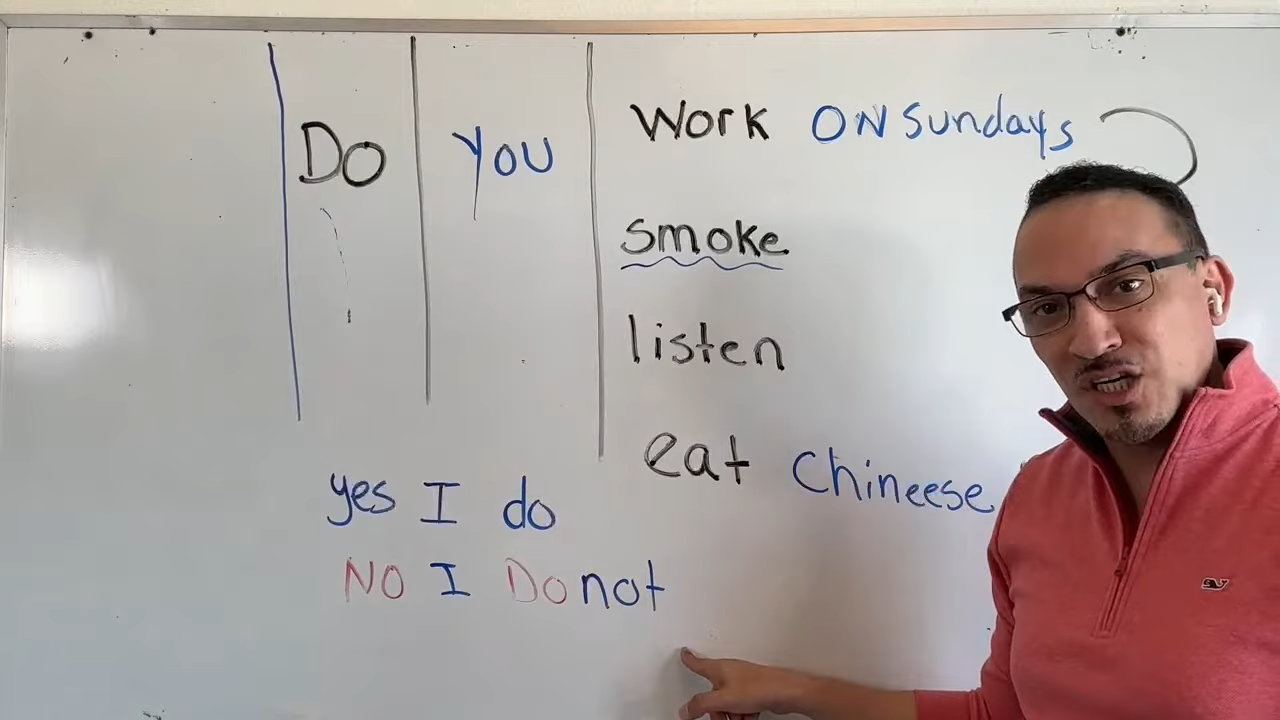 Do
You
Work ON Sundays
smoke
listen
eat Chineese
yes I do
NO I Do not